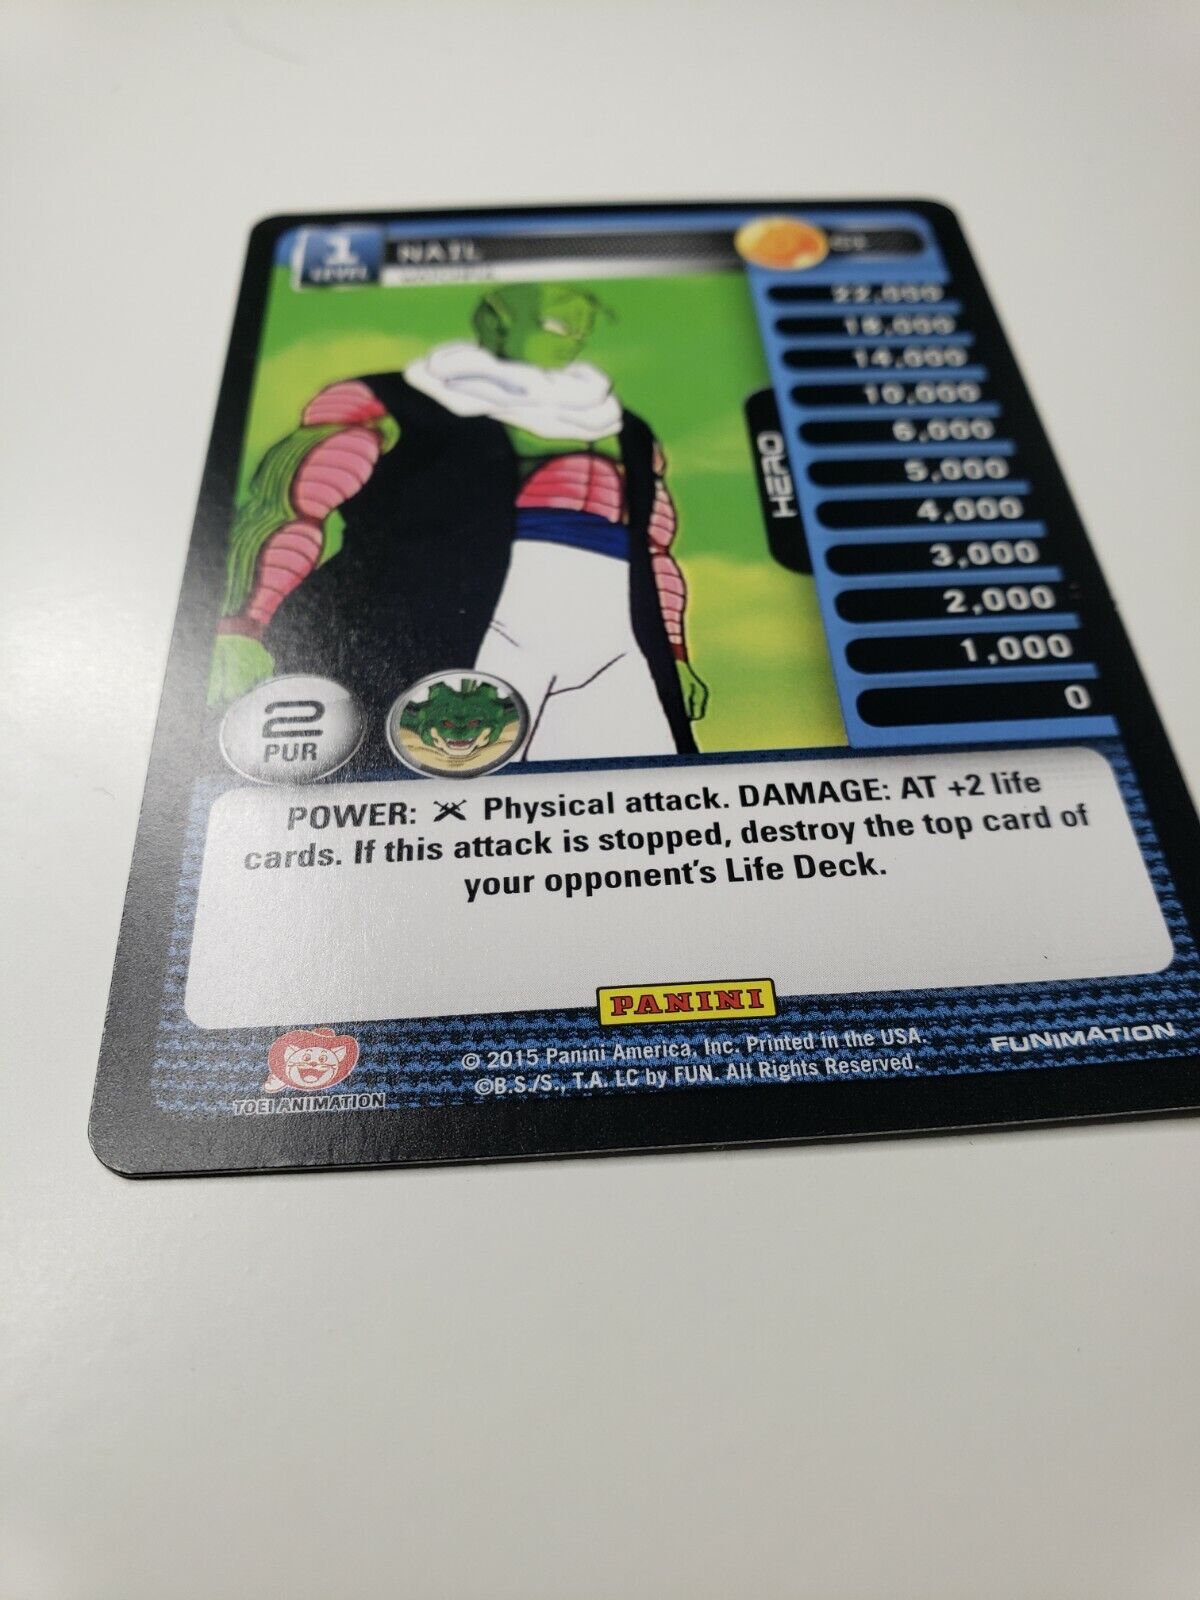 1
LEVEL
NAIL
22,000
18,000
14,000
10,000
6,000
5,000
4,000
3,000
2,000
1,000
0
HERO
2
PUR
POWER: Physical attack. DAMAGE: AT +2 life
cards. If this attack is stopped, destroy the top card of
your opponent's Life Deck.
PANINI
TOEI ANIMATION
© 2015 Panini America, Inc. Printed in the USA.
©B.S./S., T.A. LC by FUN. All Rights Reserved.
FUNIMATION